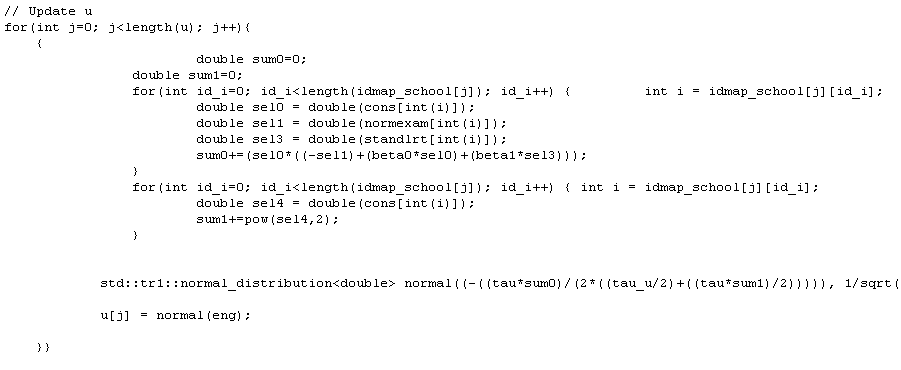 // Update u
for(int j=0; j<length(u); j++){
    {
                        double sum0=0;
                double sum1=0;
                for(int id_i=0; id_i<length(idmap_school[j]); id_i++) {         int i = idmap_school[j][id_i];
                        double sel0 = double(cons[int(i)]);
                        double sel1 = double(normexam[int(i)]);
                        double sel3 = double(standlrt[int(i)]);
                        sum0+=(sel0*((-sel1)+(beta0*sel0)+(beta1*sel3)));
                }
                for(int id_i=0; id_i<length(idmap_school[j]); id_i++) { int i = idmap_school[j][id_i];
                        double sel4 = double(cons[int(i)]);
                        sum1+=pow(sel4,2);
                }
            std::tr1::normal_distribution<double> normal((-((tau*sum0)/(2*((tau_u/2)+((tau*sum1)/2))))), 1/sqrt(
            u[j] = normal(eng);
    }}